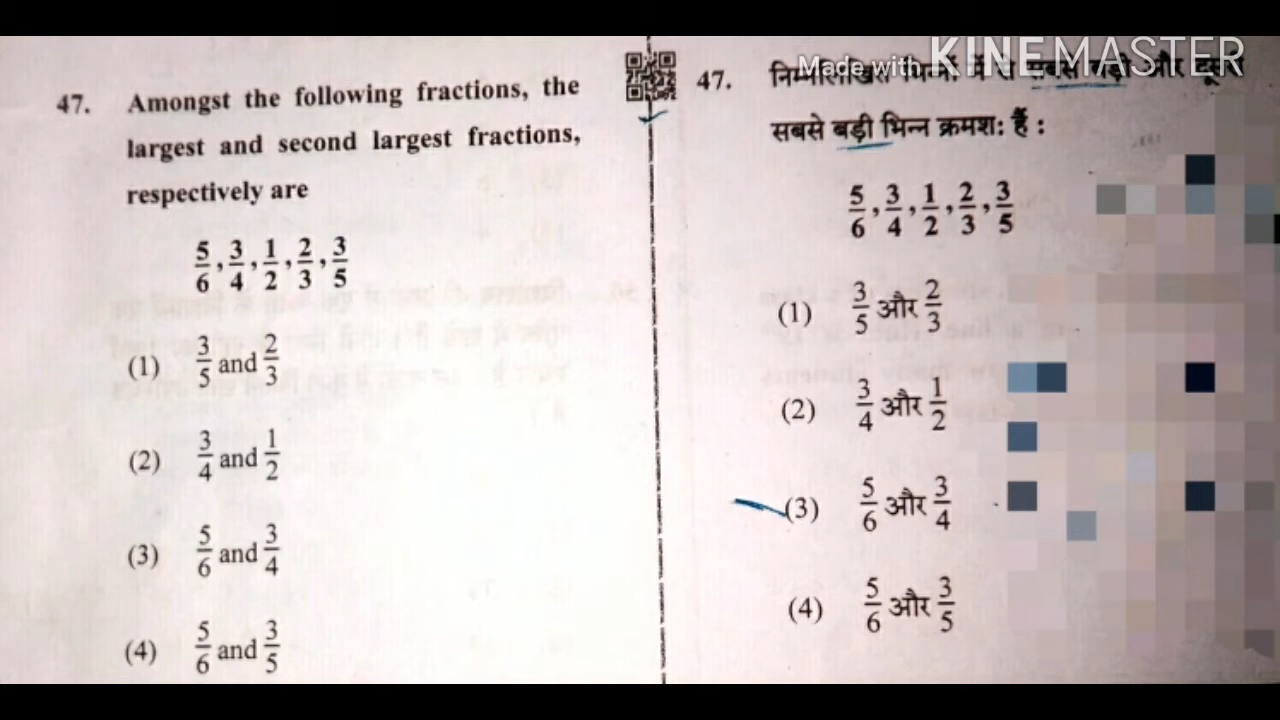 Made with KINEMASTER
47. Amongst the following fractions, the
largest and second largest fractions,
respectively are
5/6, 3/4, 1/2, 2/3, 3/5
(1) 3/5 and 2/3
(2) 3/4 and 1/2
(3) 5/6 and 3/4
(4) 5/6 and 3/5
47. में से सबसे बड़ी और
सबसे बड़ी भिन्न क्रमशः हैं :
5/6, 3/4, 1/2, 2/3, 3/5
(1) 3/5 और 2/3
(2) 3/4 और 1/2
(3) 5/6 और 3/4
(4) 5/6 और 3/5